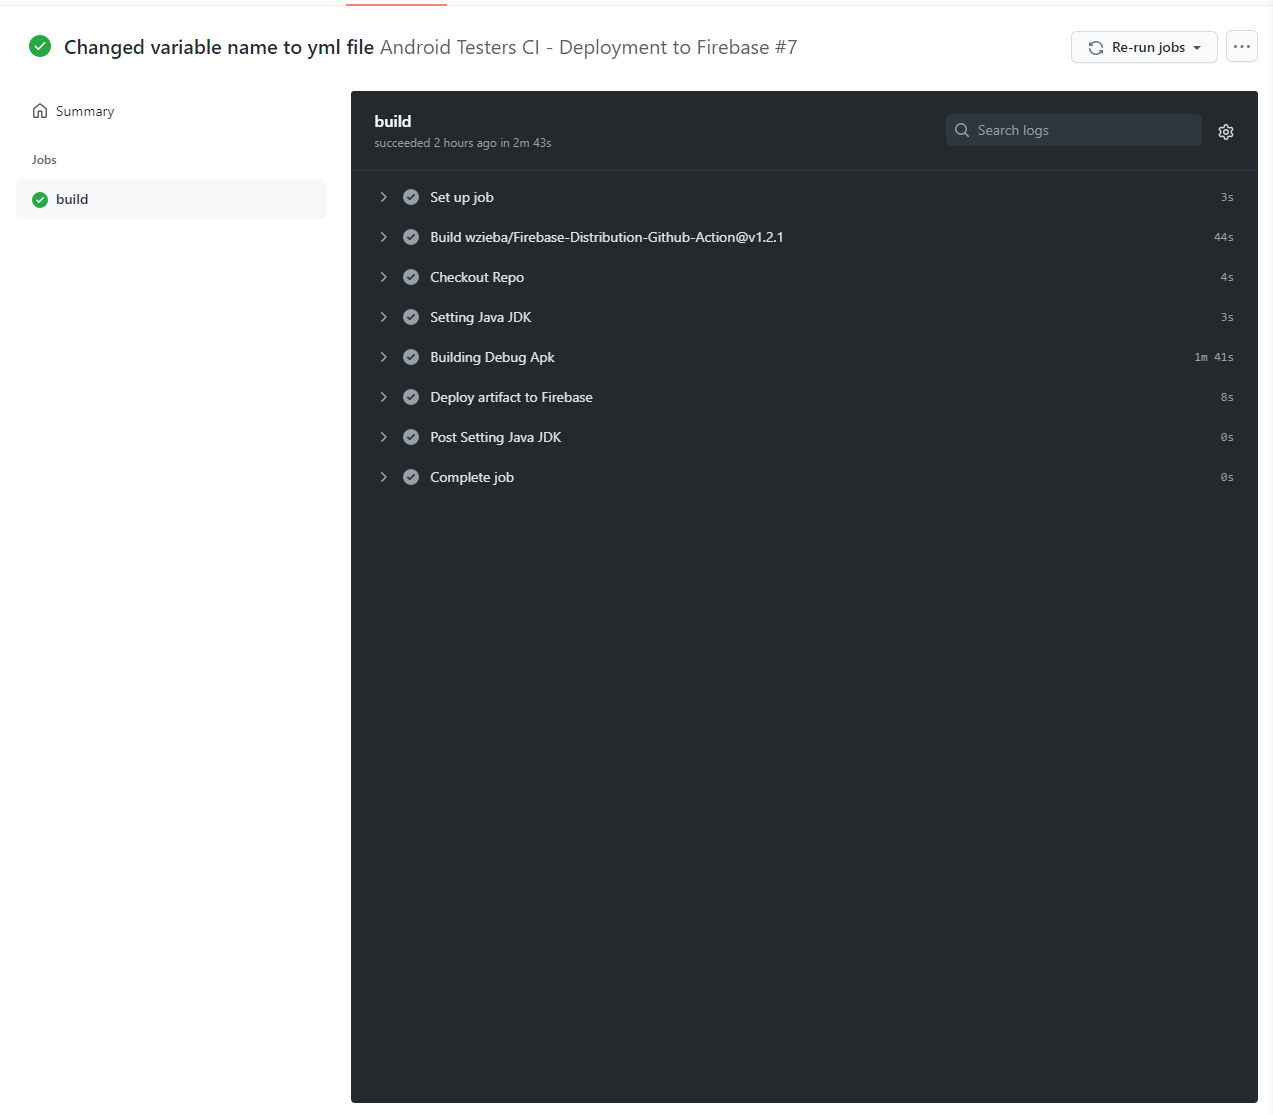 Changed variable name to yml file Android Testers CI - Deployment to Firebase #7
Re-run jobs
Summary
Jobs
build
build
succeeded 2 hours ago in 2m 43s
Search logs
Set up job 3s
Build wzieba/Firebase-Distribution-Github-Action@v1.2.1 44s
Checkout Repo 4s
Setting Java JDK 3s
Building Debug Apk 1m 41s
Deploy artifact to Firebase 8s
Post Setting Java JDK 0s
Complete job 0s